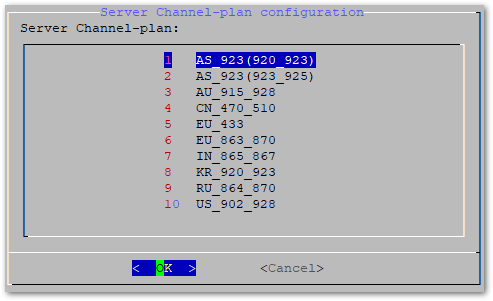 Server Channel-plan configuration
Server Channel-plan:
1 AS_923(920_923)
2 AS_923(923_925)
3 AU_915_928
4 CN_470_510
5 EU_433
6 EU_863_870
7 IN_865_867
8 KR_920_923
9 RU_864_870
10 US_902_928
< OK > <Cancel>